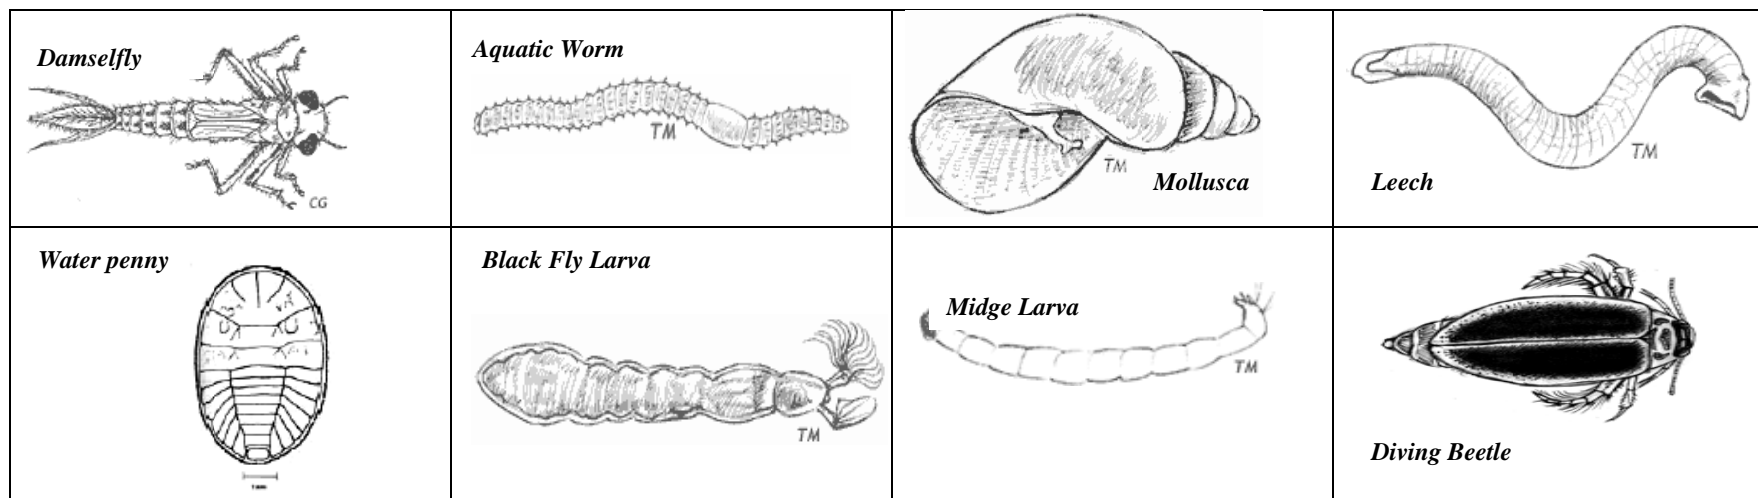 Damselfly
CG
Aquatic Worm
TM
TM
Mollusca
TM
Leech
Water penny
Black Fly Larva
TM
Midge Larva
TM
Diving Beetle